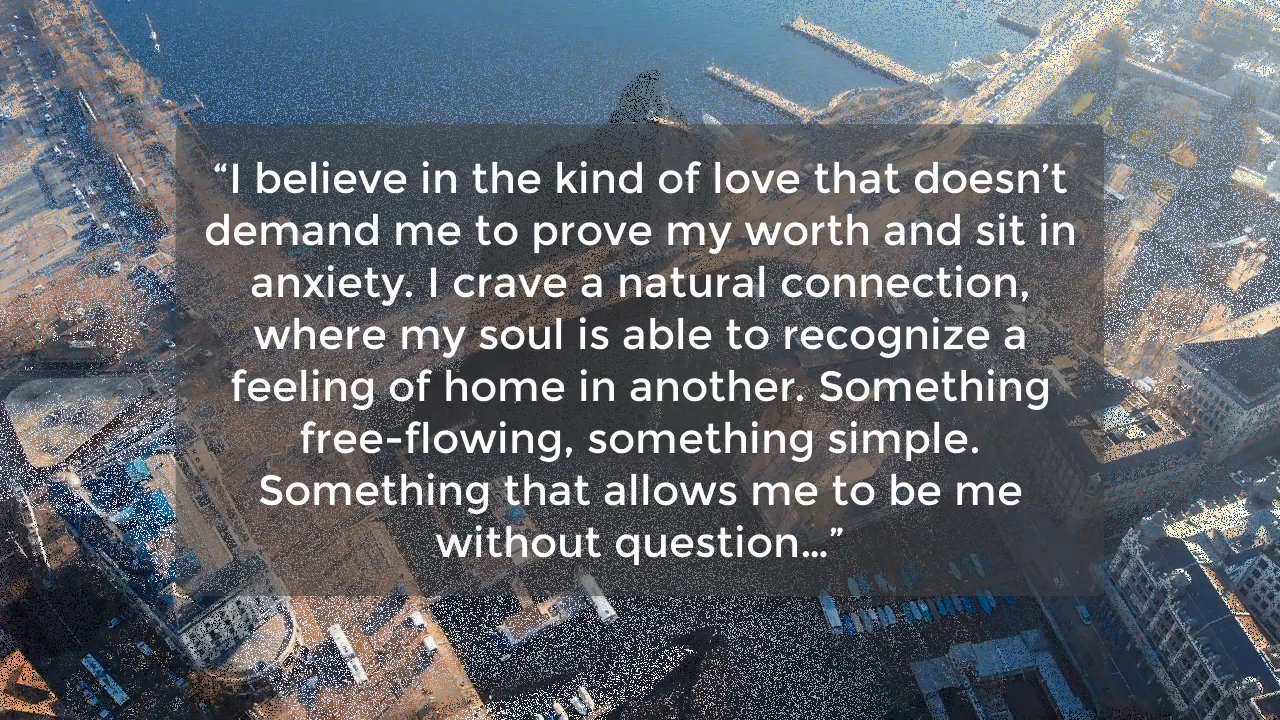 “I believe in the kind of love that doesn’t
demand me to prove my worth and sit in
anxiety. I crave a natural connection,
where my soul is able to recognize a
feeling of home in another. Something
free-flowing, something simple.
Something that allows me to be me
without question…”